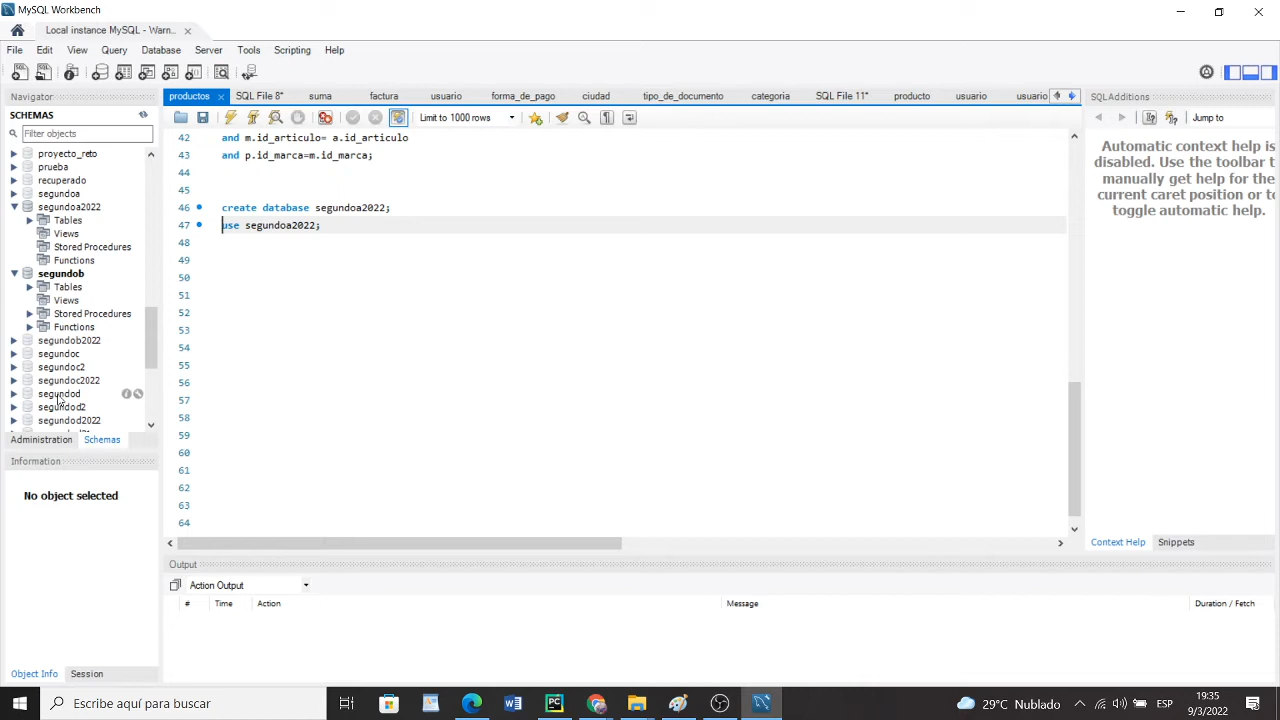 MySQL Workbench
Local instance MySQL - Warn...
File Edit View Query Database Server Tools Scripting Help
Navigator
SCHEMAS
Filter objects
proyecto_reto
prueba
recuperado
segundoa
segundoa2022
Tables
Views
Stored Procedures
Functions
segundob
Tables
Views
Stored Procedures
Functions
segundob2022
segundoc
segundoc2
segundoc2022
segundod
segundod2
segundod2022
Administration Schemas
Information
No object selected
Object Info Session
productos SQL File 8* suma factura usuario forma_de_pago ciudad tipo_de_documento categoria SQL File 11* producto usuario usuario
Limit to 1000 rows
42 and m.id_articulo= a.id_articulo
43 and p.id_marca=m.id_marca;
44
45
46 create database segundoa2022;
47 use segundoa2022;
48
49
50
51
52
53
54
55
56
57
58
59
60
61
62
63
64
Output
Action Output
# Time Action Message Duration / Fetch
SQLAdditions
Jump to
Automatic context help is
disabled. Use the toolbar t
manually get help for the
current caret position or to
toggle automatic help.
Context Help Snippets
Escribe aquí para buscar
PC
29°C Nublado
ESP
19:35
9/3/2022